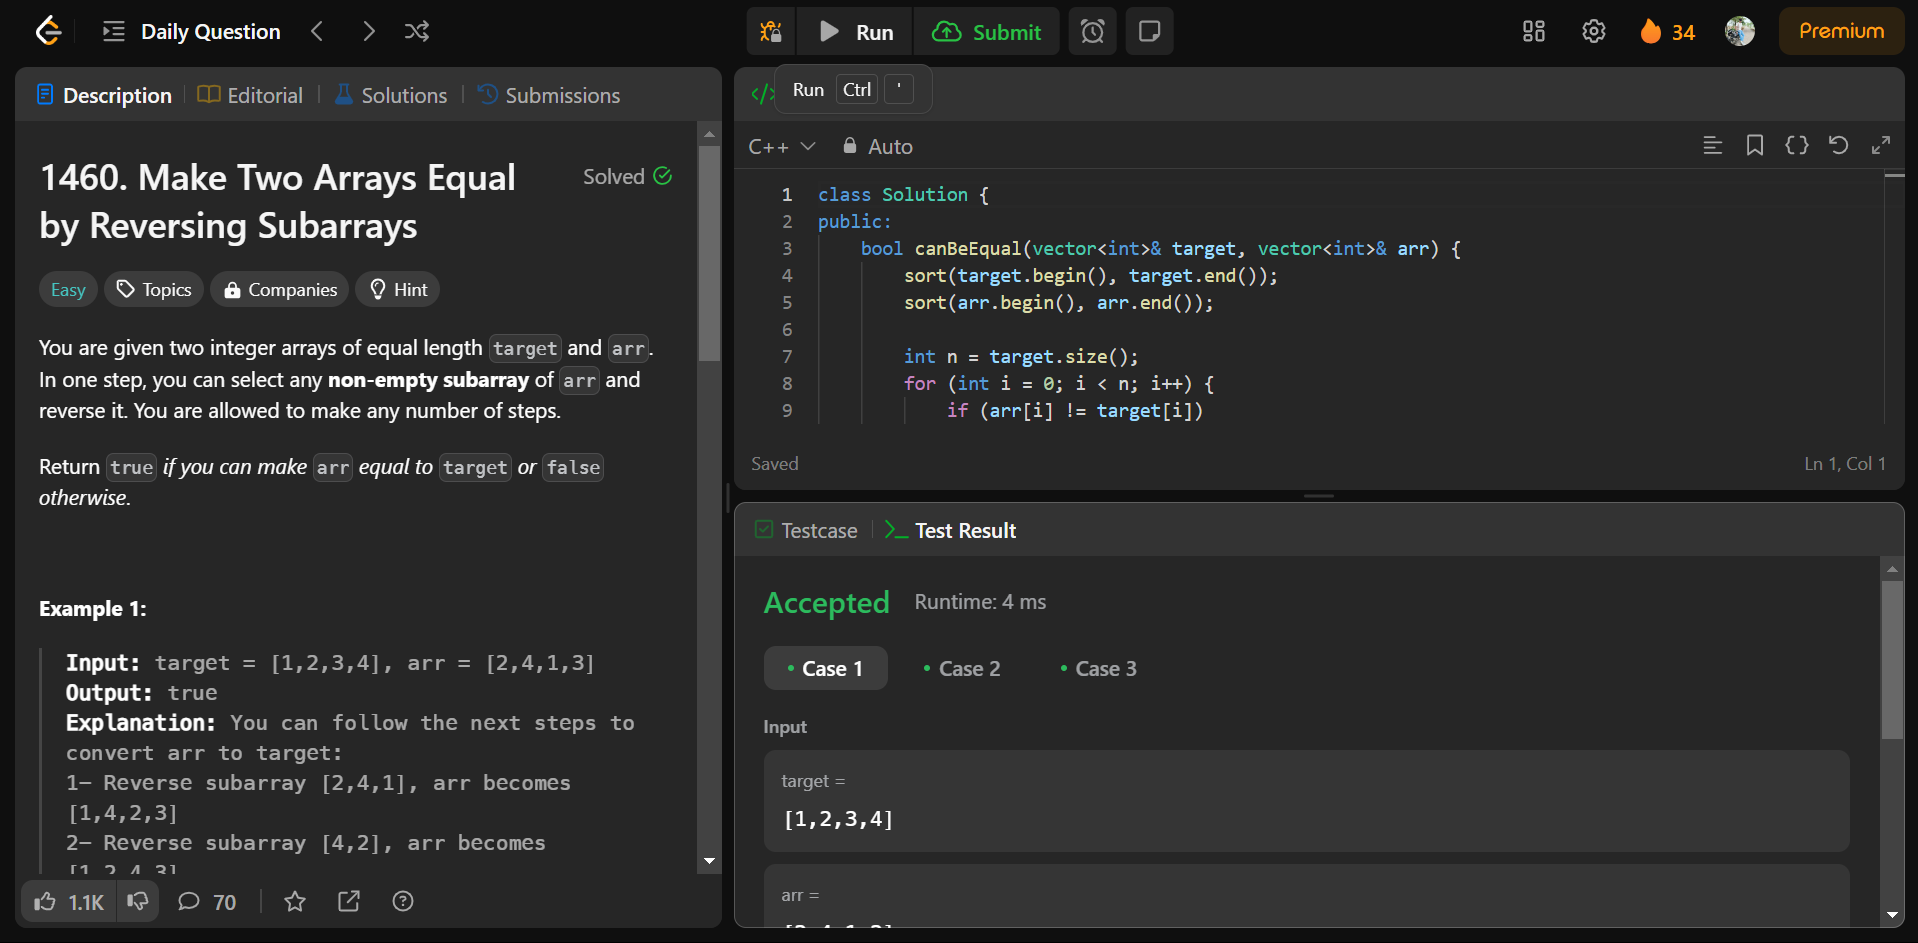 Daily Question
Run
Submit
34
Premium
Description
Editorial
Solutions
Submissions
</>
Run Ctrl '
1460. Make Two Arrays Equal
by Reversing Subarrays
Solved
Easy
Topics
Companies
Hint
You are given two integer arrays of equal length target and arr.
In one step, you can select any non-empty subarray of arr and
reverse it. You are allowed to make any number of steps.
Return true if you can make arr equal to target or false
otherwise.
Example 1:
Input: target = [1,2,3,4], arr = [2,4,1,3]
Output: true
Explanation: You can follow the next steps to
convert arr to target:
1- Reverse subarray [2,4,1], arr becomes
[1,4,2,3]
2- Reverse subarray [4,2], arr becomes
[1,2,4,3]
1.1K
70
C++
Auto
1 class Solution {
2 public:
3 bool canBeEqual(vector<int>& target, vector<int>& arr) {
4 sort(target.begin(), target.end());
5 sort(arr.begin(), arr.end());
6
7 int n = target.size();
8 for (int i = 0; i < n; i++) {
9 if (arr[i] != target[i])
Saved
Ln 1, Col 1
Testcase
Test Result
Accepted
Runtime: 4 ms
Case 1
Case 2
Case 3
Input
target =
[1,2,3,4]
arr =
[2,4,1,3]